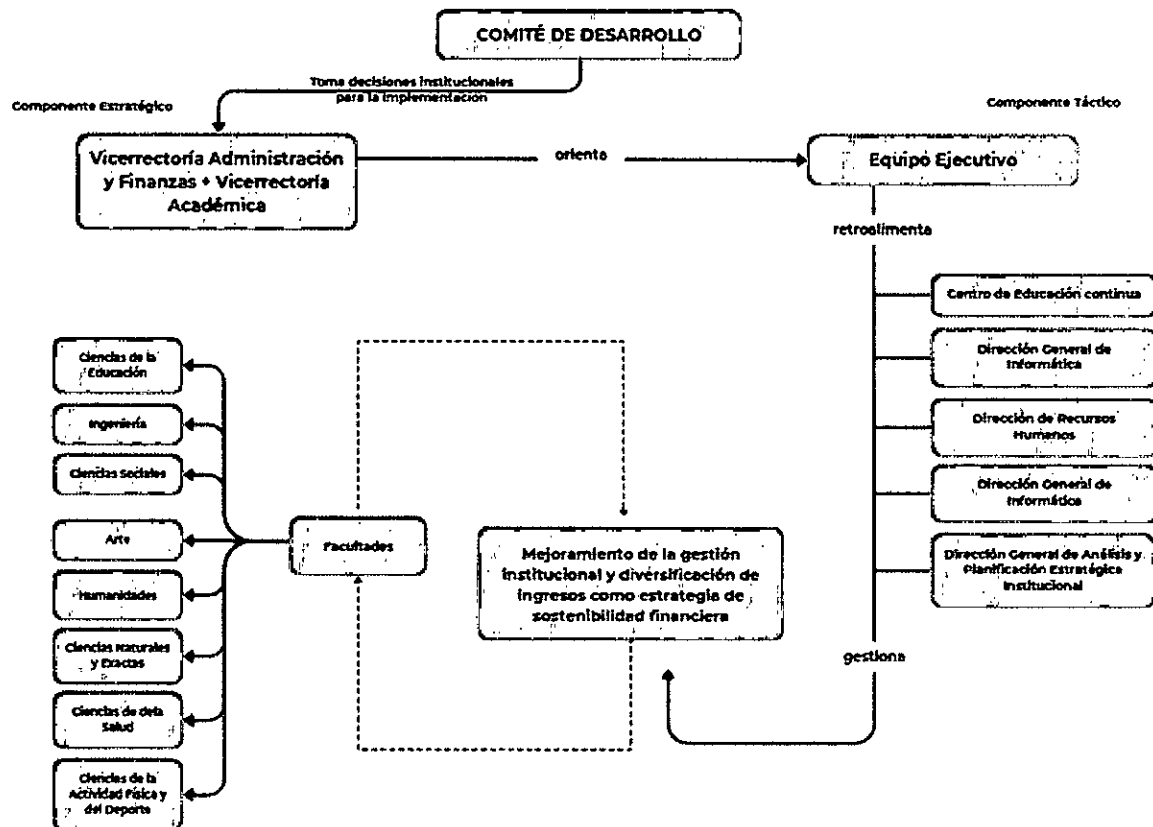 COMITÉ DE DESARROLLO
Toma decisiones institucionales
para la implementación
Componente Estratégico
Componente Táctico
Vicerrectoría Administración
y Finanzas + Vicerrectoría
Académica
orienta
Equipo Ejecutivo
retroalimenta
Centro de Educación continua
Dirección General de
Informática
Dirección de Recursos
Humanos
Dirección General de
Informática
Dirección General de Análisis y
Planificación Estratégica
Institucional
gestiona
Ciencias de la
Educación
Ingeniería
Ciencias Sociales
Arte
Humanidades
Ciencias Naturales
y Exactas
Ciencias de dela
Salud
Ciencias de la
Actividad Física y
del Deporte
Facultades
Mejoramiento de la gestión
institucional y diversificación de
ingresos como estrategia de
sostenibilidad financiera